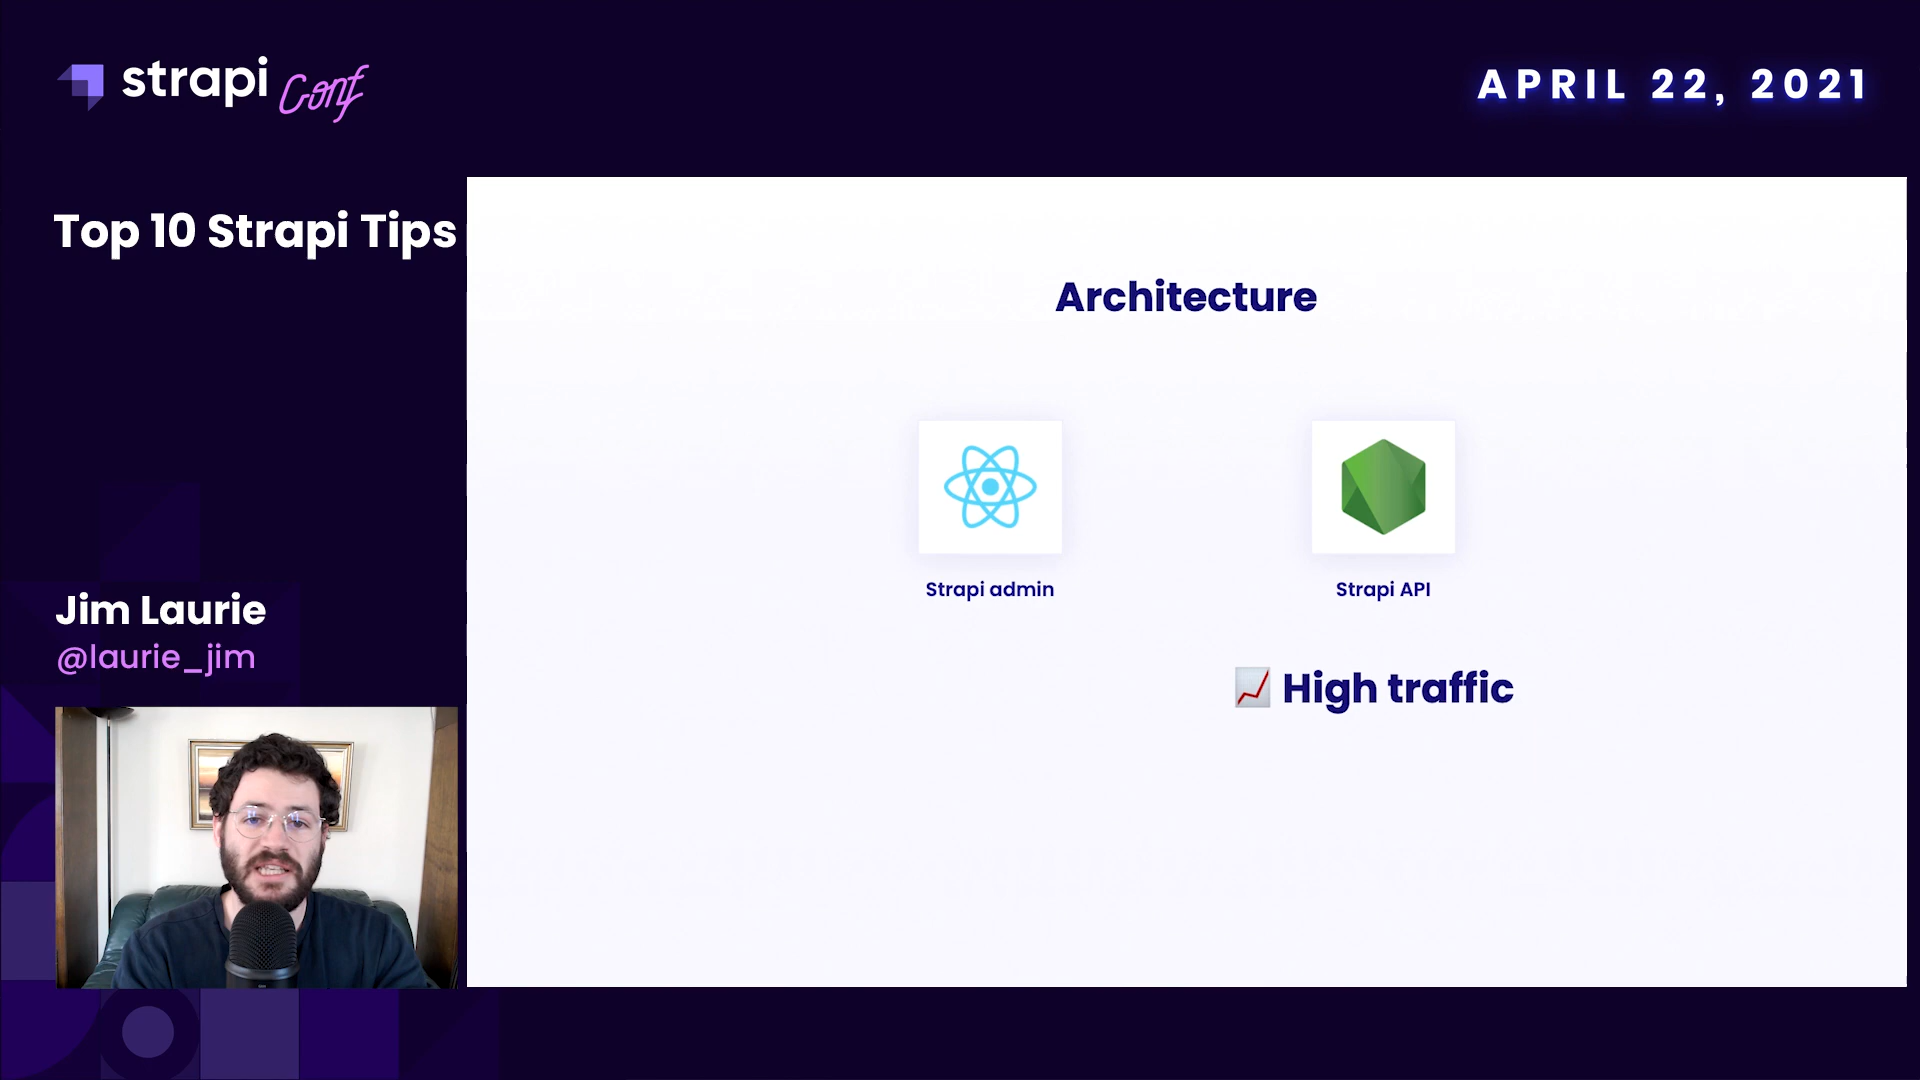 strapi Conf
APRIL 22, 2021
Top 10 Strapi Tips
Architecture
Strapi admin
Strapi API
📈 High traffic
Jim Laurie
@laurie_jim